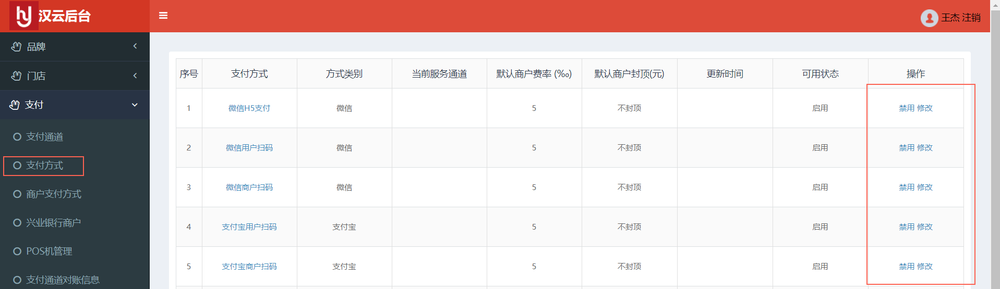 hy 汉云后台
王杰 注销
品牌
门店
支付
支付通道
支付方式
商户支付方式
兴业银行商户
POS机管理
支付通道对账信息
序号 支付方式 方式类别 当前服务通道 默认商户费率 (‰) 默认商户封顶(元) 更新时间 可用状态 操作
1 微信H5支付 微信 5 不封顶 启用 禁用 修改
2 微信用户扫码 微信 5 不封顶 启用 禁用 修改
3 微信商户扫码 微信 5 不封顶 启用 禁用 修改
4 支付宝用户扫码 支付宝 5 不封顶 启用 禁用 修改
5 支付宝商户扫码 支付宝 5 不封顶 启用 禁用 修改